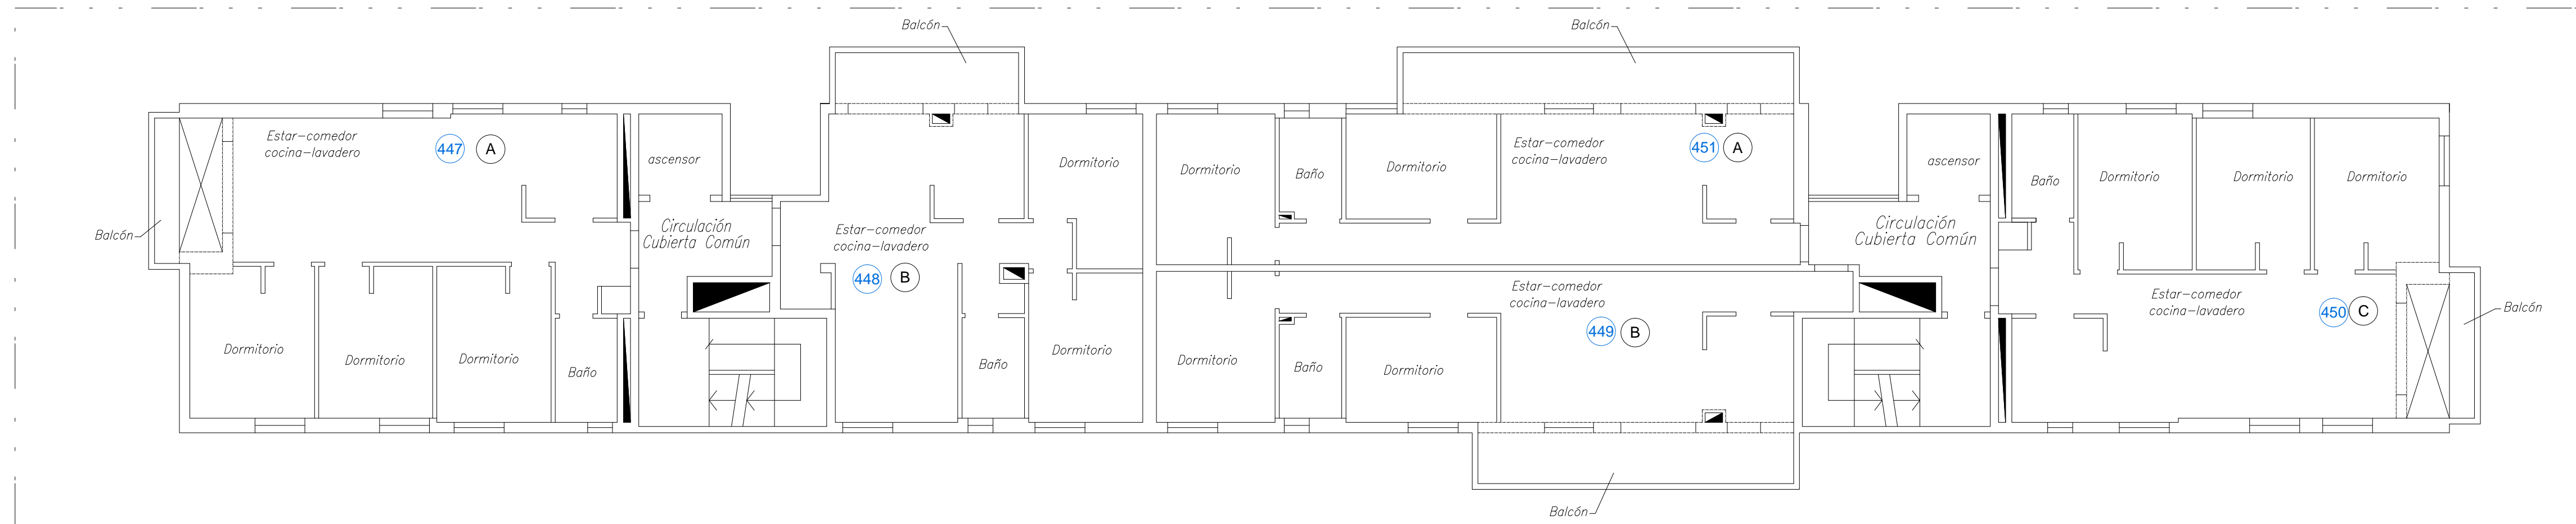 Balcón
Balcón
Estar-comedor
cocina-lavadero
447
A
ascensor
Dormitorio
Dormitorio
Baño
Dormitorio
Estar-comedor
cocina-lavadero
451
A
ascensor
Baño
Dormitorio
Dormitorio
Dormitorio
Balcón
Circulación
Cubierta Común
Estar-comedor
cocina-lavadero
448
B
Circulación
Cubierta Común
Estar-comedor
cocina-lavadero
449
B
Estar-comedor
cocina-lavadero
450
C
Balcón
Dormitorio
Dormitorio
Dormitorio
Baño
Baño
Dormitorio
Dormitorio
Baño
Dormitorio
Balcón